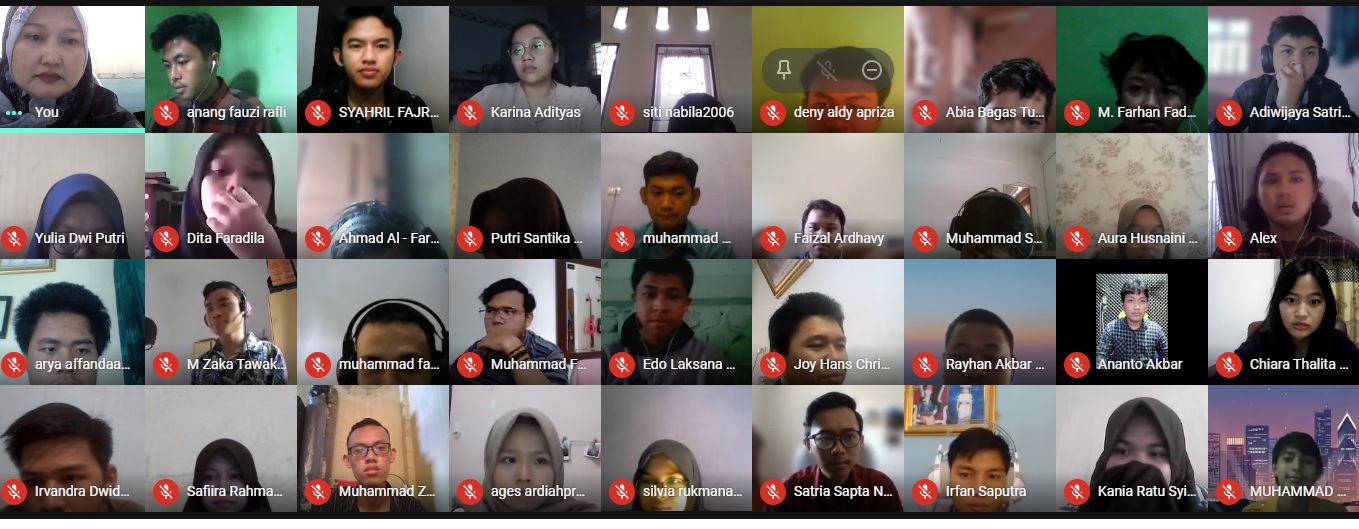 You
anang fauzi rafli
SYAHRIL FAJR...
Karina Adityas
siti nabila2006
deny aldy apriza
Abia Bagas Tu...
M. Farhan Fad...
Adiwijaya Satri...
Yulia Dwi Putri
Dita Faradila
Ahmad Al - Far...
Putri Santika ...
muhammad ...
Faizal Ardhavy
Muhammad S...
Aura Husnaini ...
Alex
arya affandaa...
M Zaka Tawak...
muhammad fa...
Muhammad F...
Edo Laksana ...
Joy Hans Chri...
Rayhan Akbar ...
Ananto Akbar
Chiara Thalita ...
Irvandra Dwid...
Safiira Rahma...
Muhammad Z...
ages ardiahpr...
silvia rukmana...
Satria Sapta N...
Irfan Saputra
Kania Ratu Syi...
MUHAMMAD ...